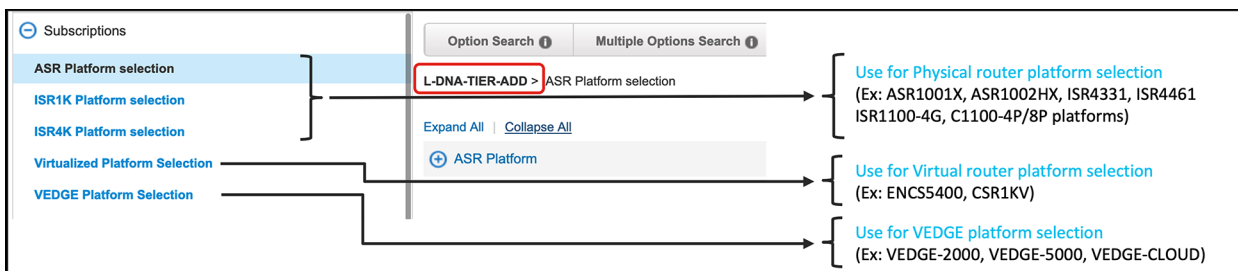 Subscriptions
ASR Platform selection
ISR1K Platform selection
ISR4K Platform selection
Virtualized Platform Selection
VEDGE Platform Selection
Option Search
Multiple Options Search
L-DNA-TIER-ADD > ASR Platform selection
Expand All | Collapse All
ASR Platform
Use for Physical router platform selection
(Ex: ASR1001X, ASR1002HX, ISR4331, ISR4461
ISR1100-4G, C1100-4P/8P platforms)
Use for Virtual router platform selection
(Ex: ENCS5400, CSR1KV)
Use for VEDGE platform selection
(Ex: VEDGE-2000, VEDGE-5000, VEDGE-CLOUD)